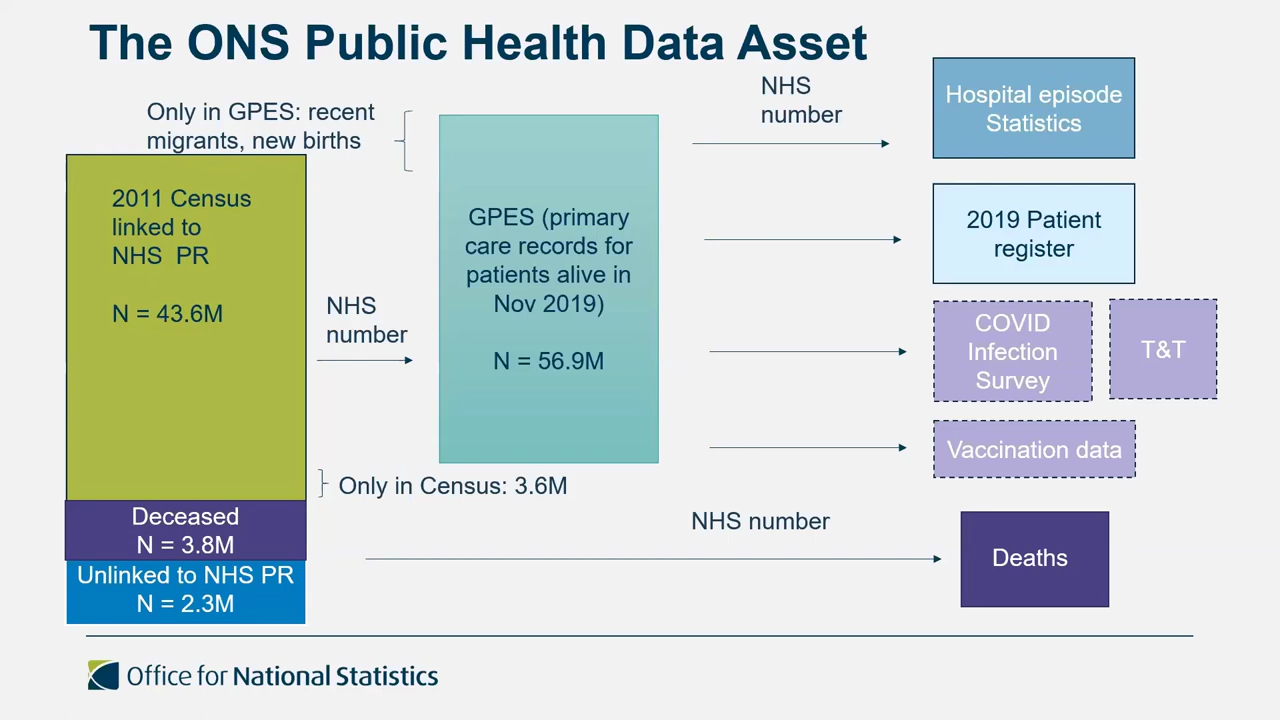 The ONS Public Health Data Asset
Only in GPES: recent
migrants, new births
2011 Census
linked to
NHS PR
N = 43.6M
Deceased
N = 3.8M
Unlinked to NHS PR
N = 2.3M
NHS
number
Only in Census: 3.6M
GPES (primary
care records for
patients alive in
Nov 2019)
N = 56.9M
NHS
number
NHS number
Hospital episode
Statistics
2019 Patient
register
COVID
Infection
Survey
T&T
Vaccination data
Deaths
Office for National Statistics